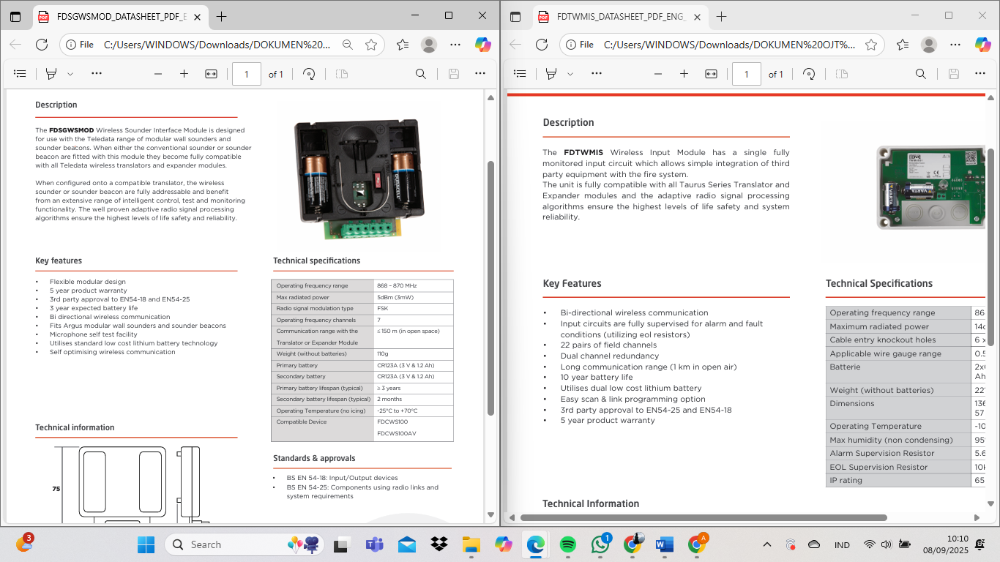 FDSGWSMOD_DATASHEET_PDF_E
File
C:/Users/WINDOWS/Downloads/DOKUMEN%20...
1
of 1
Description
The FDSGWSMOD Wireless Sounder Interface Module is designed
for use with the Teledata range of modular wall sounders and
sounder beacons. When either the conventional sounder or sounder
beacon are fitted with this module they become fully compatible
with all Teledata wireless translators and expander modules.
When configured onto a compatible translator, the wireless
sounder or sounder beacon are fully addressable and benefit
from an extensive range of intelligent control, test and monitoring
functionality. The well proven adaptive radio signal processing
algorithms ensure the highest levels of life safety and reliability.
DURACELL
Key features
• Flexible modular design
• 5 year product warranty
• 3rd party approval to EN54-18 and EN54-25
• 3 year expected battery life
• Bi directional wireless communication
• Fits Argus modular wall sounders and sounder beacons
• Microphone self test facility
• Utilises standard low cost lithium battery technology
• Self optimising wireless communication
Technical specifications
Operating frequency range 868 – 870 MHz
Max radiated power 5dBm (3mW)
Radio signal modulation type FSK
Operating frequency channels 7
Communication range with the ≤ 150 m (in open space)
Translator or Expander Module
Weight (without batteries) 110g
Primary battery CR123A (3 V & 1.2 Ah)
Secondary battery CR123A (3 V & 1.2 Ah)
Primary battery lifespan (typical) ≥ 3 years
Secondary battery lifespan (typical) 2 months
Operating Temperature (no icing) -25°C to +70°C
Compatible Device FDCWS100
FDCWS100AV
Technical information
75
Standards & approvals
• BS EN 54-18: Input/Output devices
• BS EN 54-25: Components using radio links and
system requirements
FDTWMIS_DATASHEET_PDF_ENG_
File
C:/Users/WINDOWS/Downloads/DOKUMEN%20OJT%...
1
of 1
Description
The FDTWMIS Wireless Input Module has a single fully
monitored input circuit which allows simple integration of third
party equipment with the fire system.
The unit is fully compatible with all Taurus Series Translator and
Expander modules and the adaptive radio signal processing
algorithms ensure the highest levels of life safety and system
reliability.
VARTA
VARTA
Key Features
• Bi-directional wireless communication
• Input circuits are fully supervised for alarm and fault
conditions (utilizing eol resistors)
• 22 pairs of field channels
• Dual channel redundancy
• Long communication range (1 km in open air)
• 10 year battery life
• Utilises dual low cost lithium battery
• Easy scan & link programming option
• 3rd party approval to EN54-25 and EN54-18
• 5 year product warranty
Technical Specifications
Operating frequency range 86
Maximum radiated power 14
Cable entry knockout holes 6 x
Applicable wire gauge range 0.5
Batterie 2x
Ah
Weight (without batteries) 22
Dimensions 136
57
Operating Temperature -10
Max humidity (non condensing) 95
Alarm Supervision Resistor 5.6
EOL Supervision Resistor 10
IP rating 65
Technical Information
3
Search
1
A
IND
10:10
08/09/2025